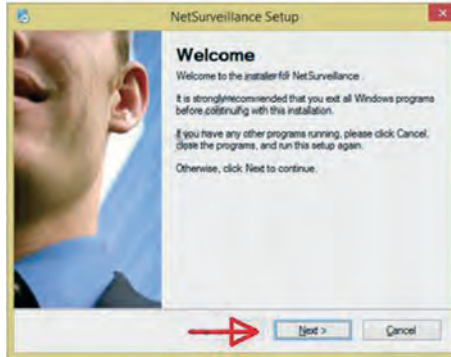 NetSurveillance Setup
Welcome
Welcome to the installer for NetSurveillance .
It is strongly recommended that you exit all Windows programs
before continuing with this installation.
If you have any other programs running, please click Cancel,
close the programs, and run this setup again.
Otherwise, click Next to continue.
Next >
Cancel